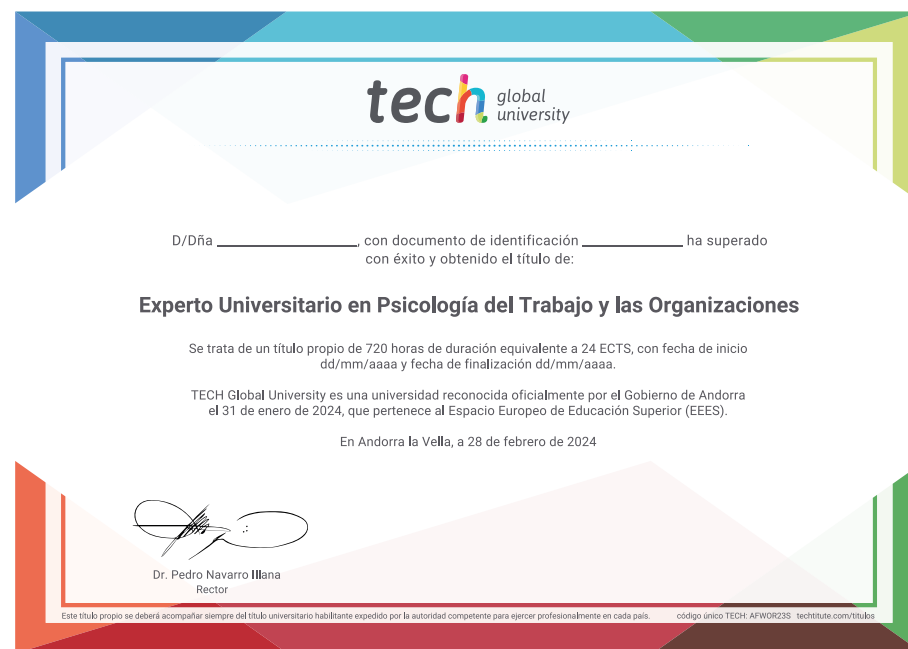 tech global
university
D/Dña ____________, con documento de identificación ____________ ha superado
con éxito y obtenido el título de:
Experto Universitario en Psicología del Trabajo y las Organizaciones
Se trata de un título propio de 720 horas de duración equivalente a 24 ECTS, con fecha de inicio
dd/mm/aaaa y fecha de finalización dd/mm/aaaa.
TECH Global University es una universidad reconocida oficialmente por el Gobierno de Andorra
el 31 de enero de 2024, que pertenece al Espacio Europeo de Educación Superior (EEES).
En Andorra la Vella, a 28 de febrero de 2024
Dr. Pedro Navarro Illana
Rector
Este título propio se deberá acompañar siempre del título universitario habilitante expedido por la autoridad competente para ejercer profesionalmente en cada país. código único TECH: AFWOR23S techtitute.com/titulos